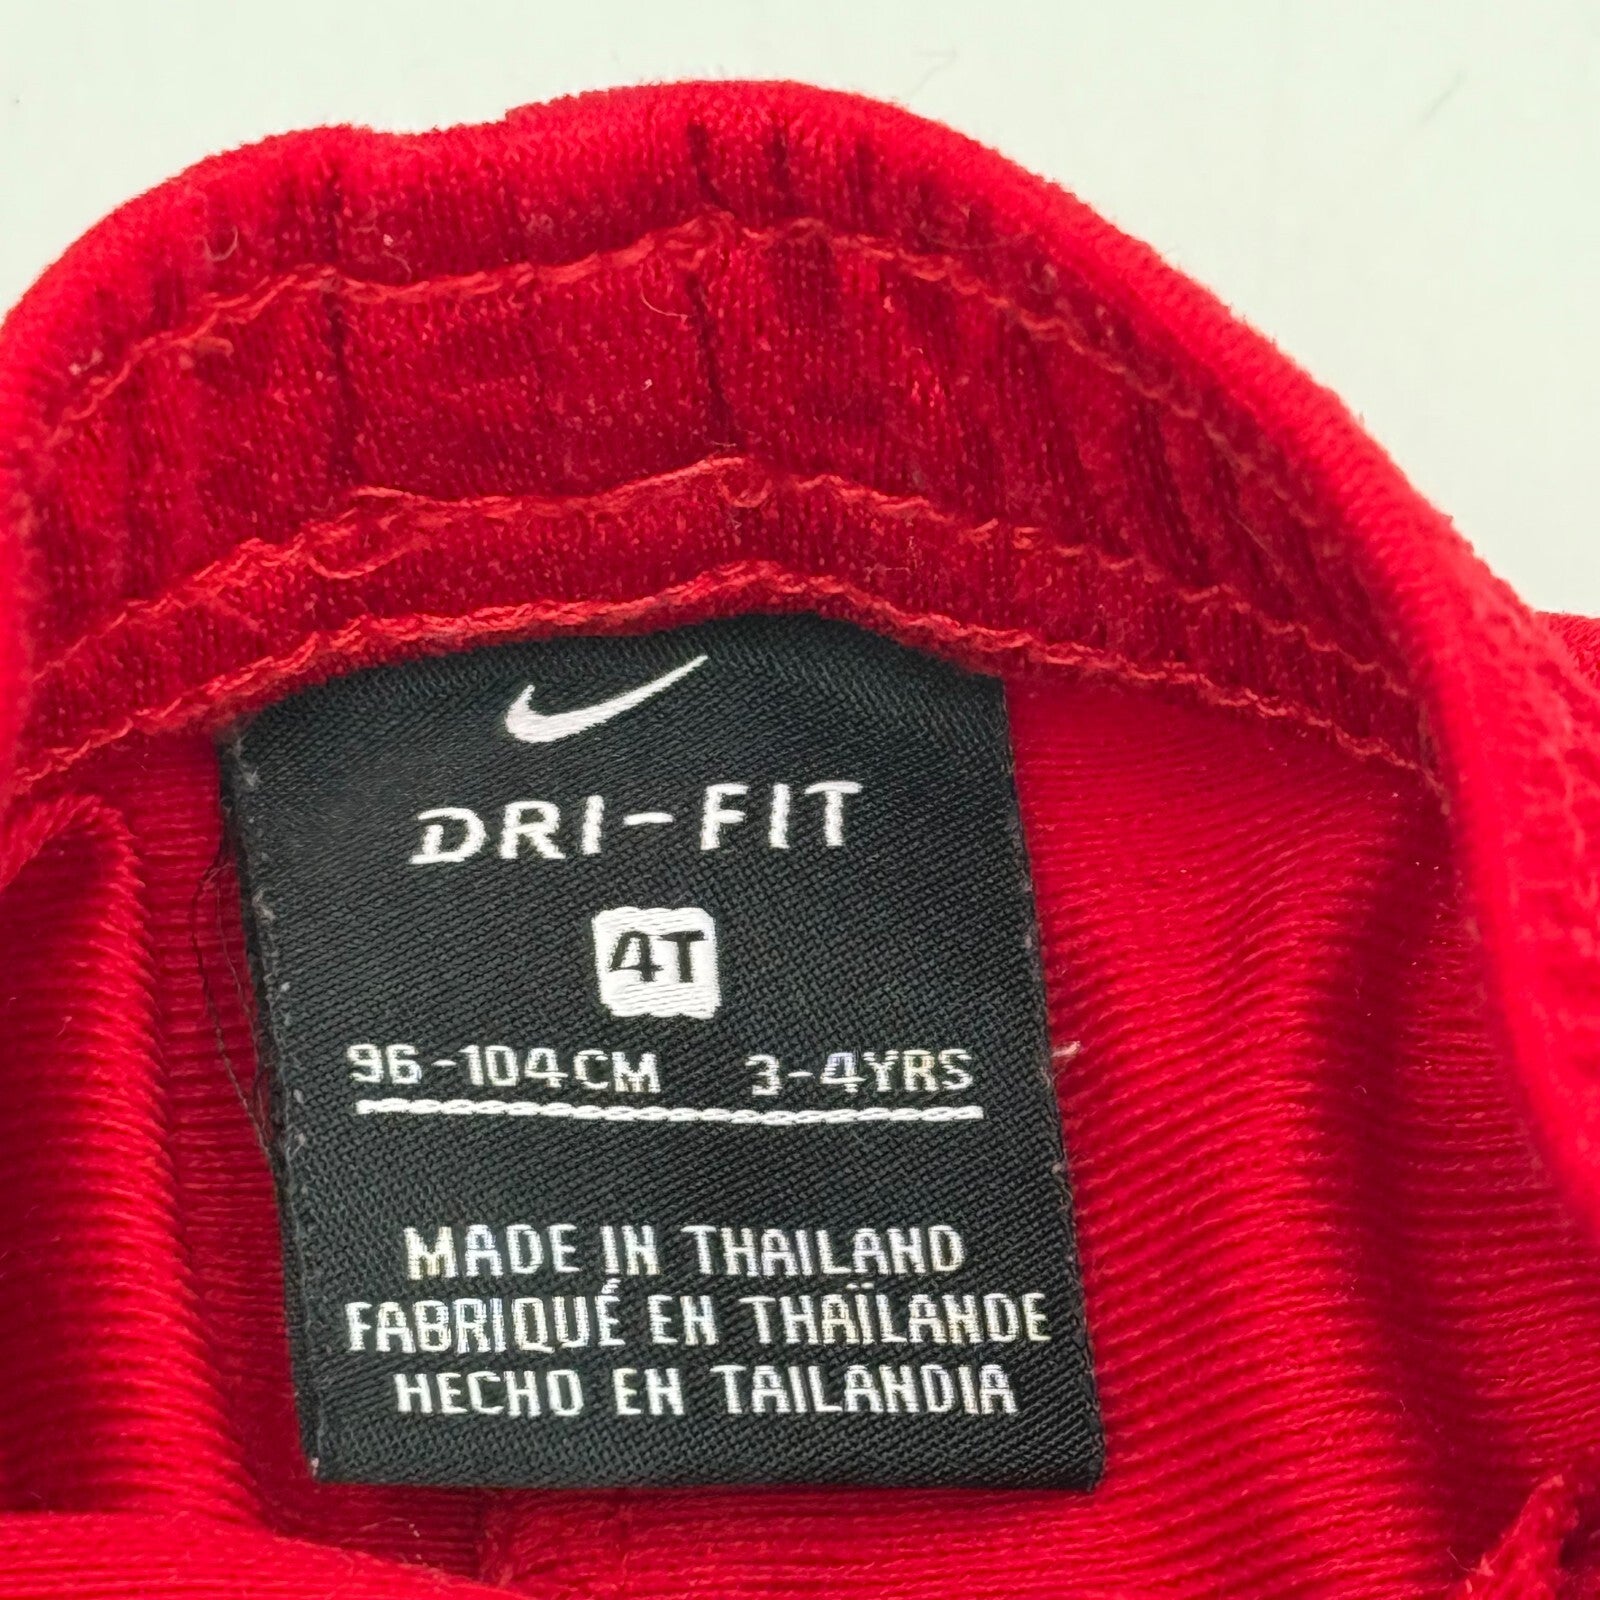 DRI-FIT
4T
96-104CM 3-4YRS
MADE IN THAILAND
FABRIQUÉ EN THAÏLANDE
HECHO EN TAILANDIA